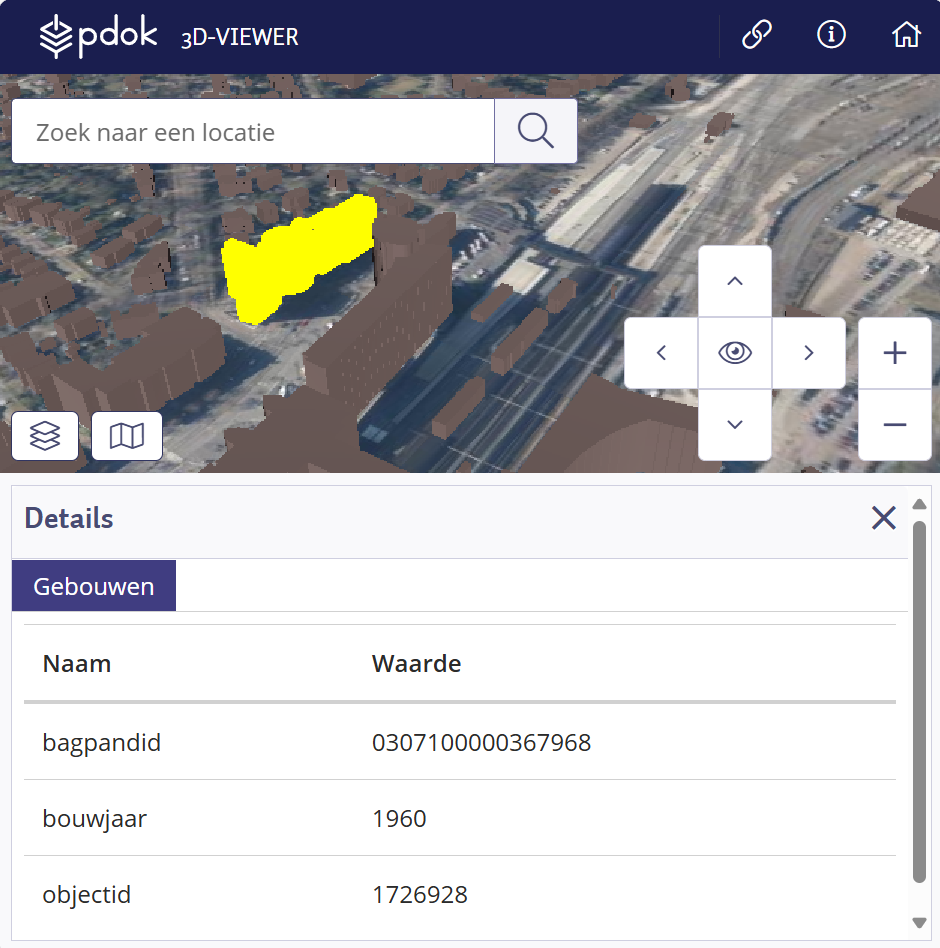 pdok 3D-VIEWER
Zoek naar een locatie
Details
Gebouwen
Naam Waarde
bagpandid 0307100000367968
bouwjaar 1960
objectid 1726928